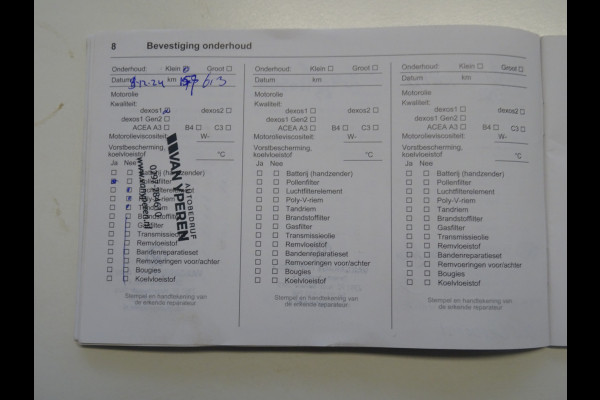 8 Bevestiging onderhoud
Onderhoud: Klein ☐ Groot ☐
Datum km
Motorolie
Kwaliteit:
dexos1 ☐ dexos2 ☐
dexos1 Gen2 ☐
ACEA A3 ☐ B4 ☐ C3 ☐
Motorolieviscositeit: W-
Vorstbescherming,
koelvloeistof °C
Ja Nee
Batterij (handzender)
Pollenfilter
Poly-V-riem
Tandriem
Brandstoffilter
Gasfilter
Transmissieolie
Remvloeistof
Bandenreparatieset
Remvoeringen voor/achter
Bougies
Koelvloeistof
Stempel en handtekening van
de erkende reparateur
AUTOBEDRIJF
VAN YPEREN
Onderhoud: Klein ☐ Groot ☐
Datum km
Motorolie
Kwaliteit:
dexos1 ☐ dexos2 ☐
dexos1 Gen2 ☐
ACEA A3 ☐ B4 ☐ C3 ☐
Motorolieviscositeit: W-
Vorstbescherming,
koelvloeistof °C
Ja Nee
☐ ☐ Batterij (handzender)
☐ ☐ Pollenfilter
☐ ☐ Luchtfilterelement
☐ ☐ Poly-V-riem
☐ ☐ Tandriem
☐ ☐ Brandstoffilter
☐ ☐ Gasfilter
☐ ☐ Transmissieolie
☐ ☐ Remvloeistof
☐ ☐ Bandenreparatieset
☐ ☐ Remvoeringen voor/achter
☐ ☐ Bougies
☐ ☐ Koelvloeistof
Stempel en handtekening van
de erkende reparateur
Onderhoud: Klein ☐ Groot ☐
Datum km
Motorolie
Kwaliteit:
dexos1 ☐ dexos2 ☐
dexos1 Gen2 ☐
ACEA A3 ☐ B4 ☐ C3 ☐
Motorolieviscositeit: W-
Vorstbescherming,
koelvloeistof °C
Ja Nee
☐ ☐ Batterij (handzender)
☐ ☐ Pollenfilter
☐ ☐ Luchtfilterelement
☐ ☐ Poly-V-riem
☐ ☐ Tandriem
☐ ☐ Brandstoffilter
☐ ☐ Gasfilter
☐ ☐ Transmissieolie
☐ ☐ Remvloeistof
☐ ☐ Bandenreparatieset
☐ ☐ Remvoeringen voor/achter
☐ ☐ Bougies
☐ ☐ Koelvloeistof
Stempel en handtekening van
de erkende reparateur